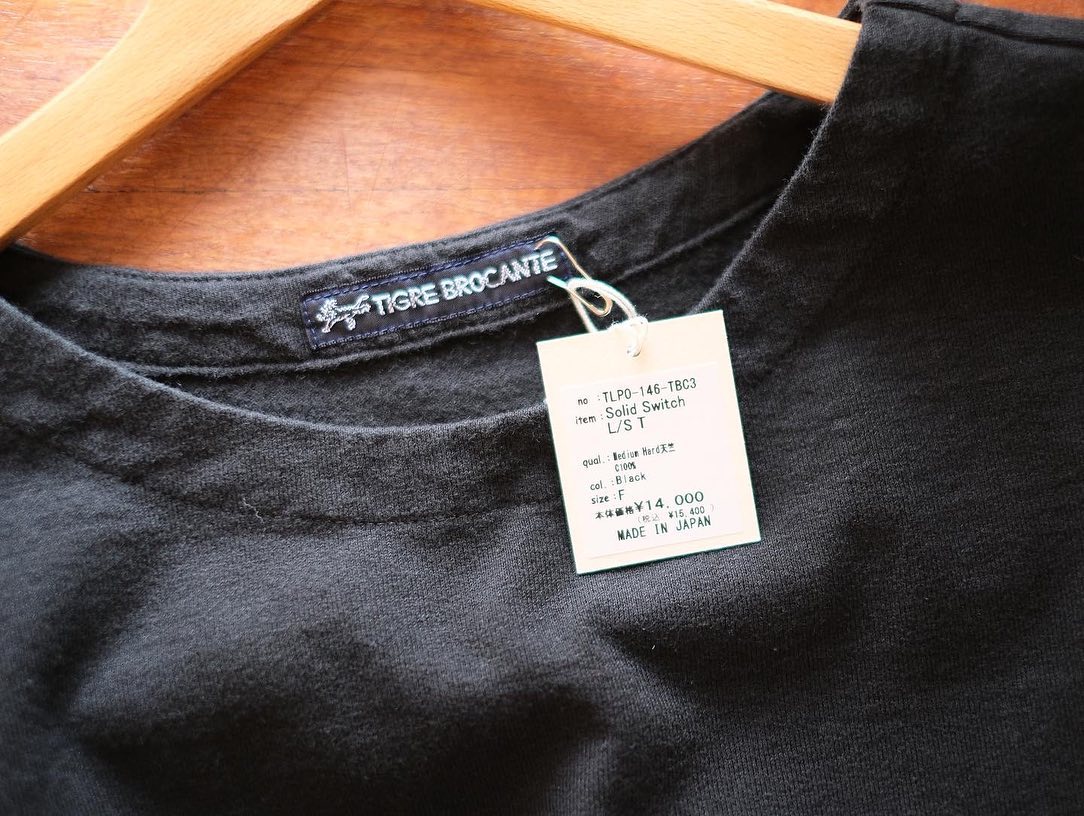 TIGRE BROCANTE
no :TLPO-146-TBC3
item:Solid Switch
L/S T
qual.:Medium Hard天竺
C100%
col.:Black
size:F
本体価格¥14,000
(税込 ¥15,400 )
MADE IN JAPAN